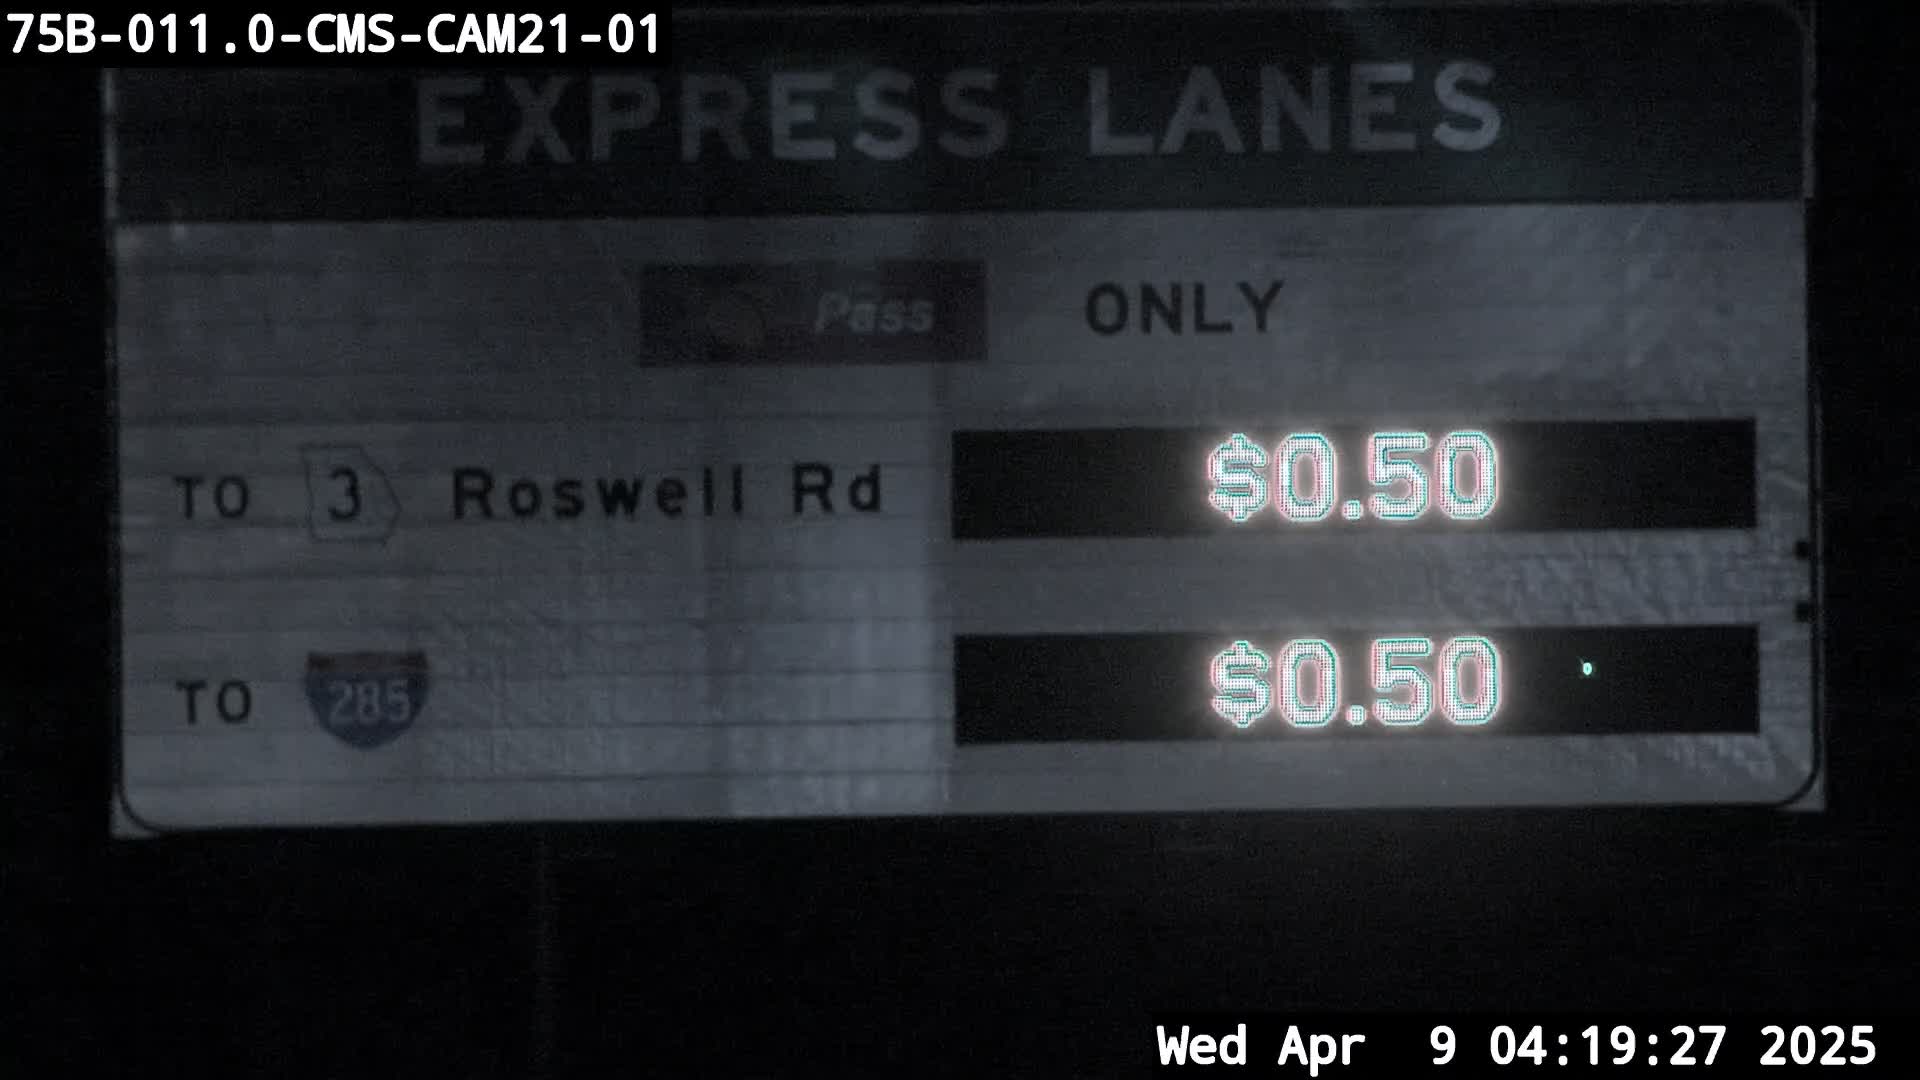 75B-011.0-CMS-CAM21-01
EXPRESS LANES
Pass ONLY
TO 3 Roswell Rd $0.50
TO 285 $0.50
Wed Apr 9 04:19:27 2025